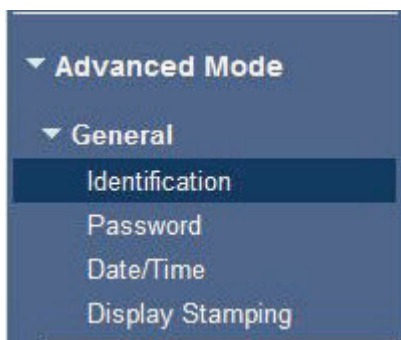 Advanced Mode
General
Identification
Password
Date/Time
Display Stamping